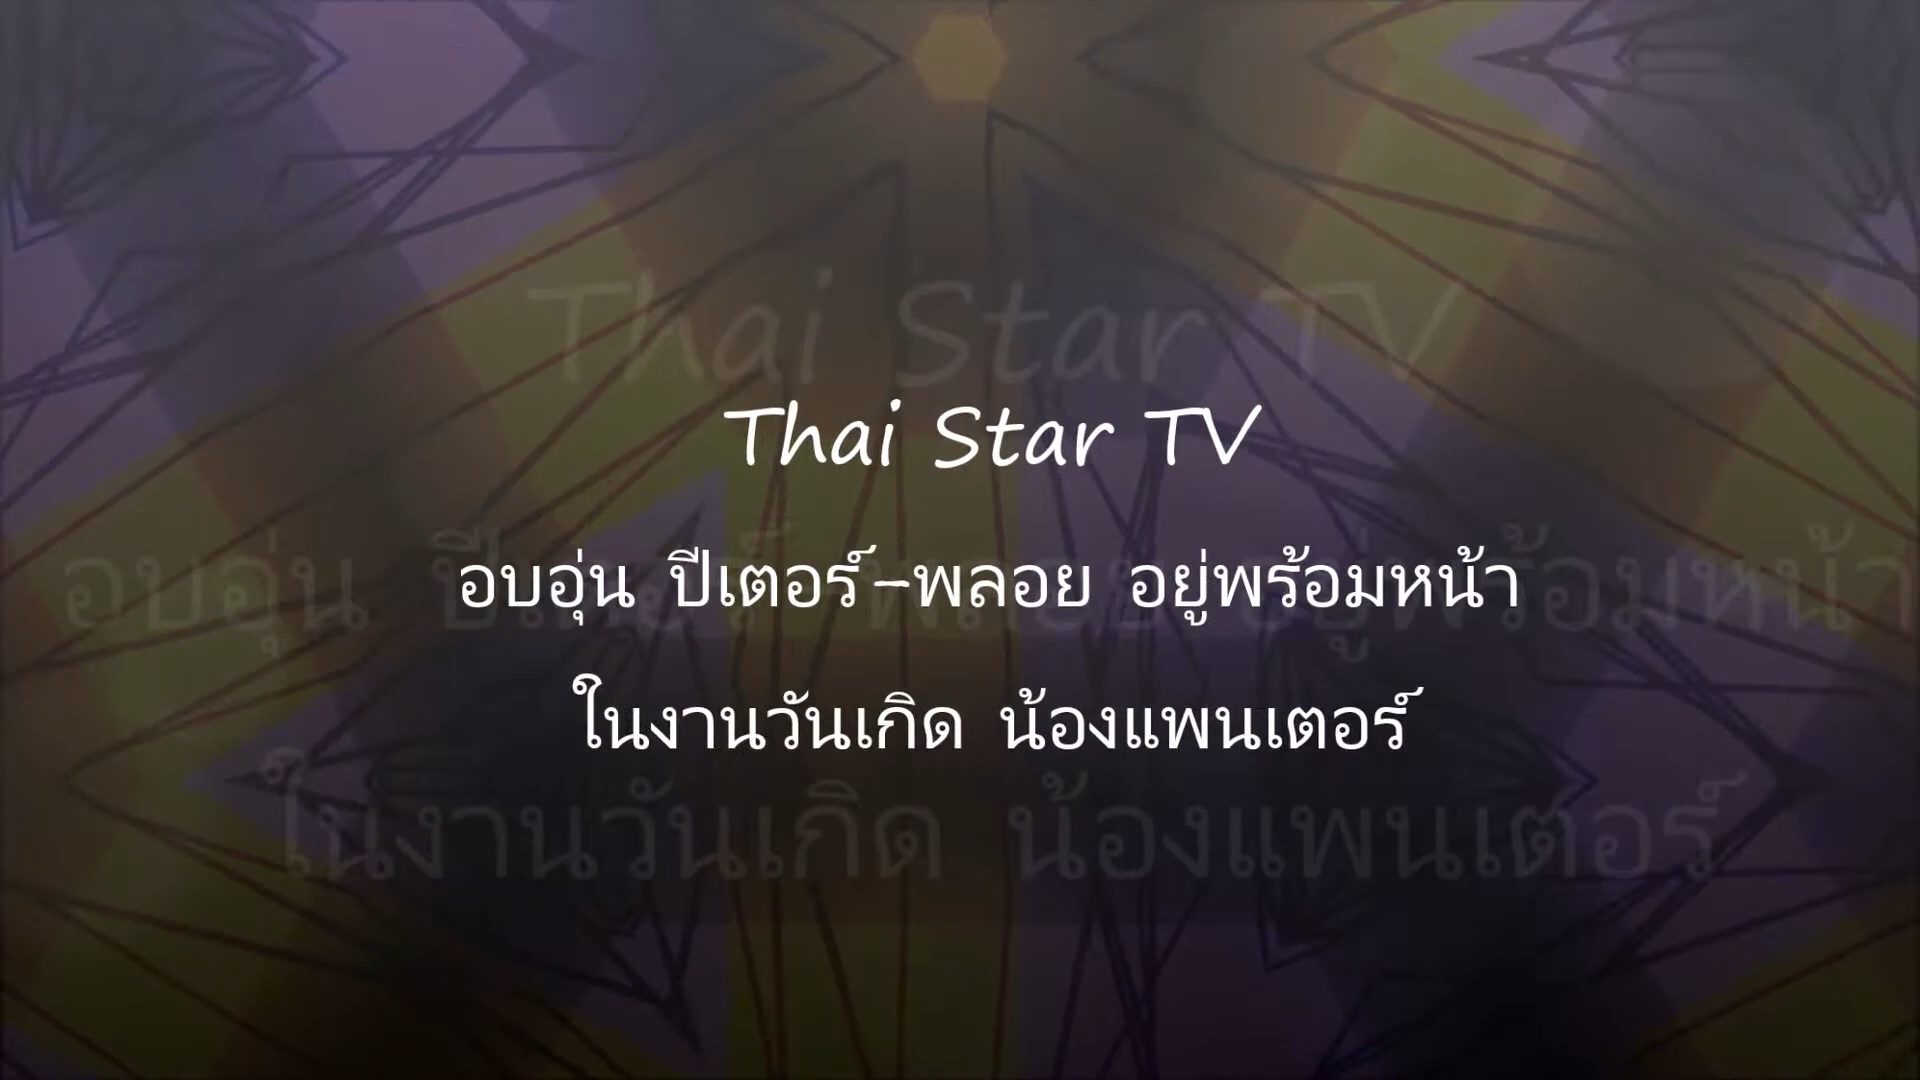 Thai Star TV
อบอุ่น ปีเตอร์-พลอย อยู่พร้อมหน้า
ในงานวันเกิด น้องแพนเตอร์